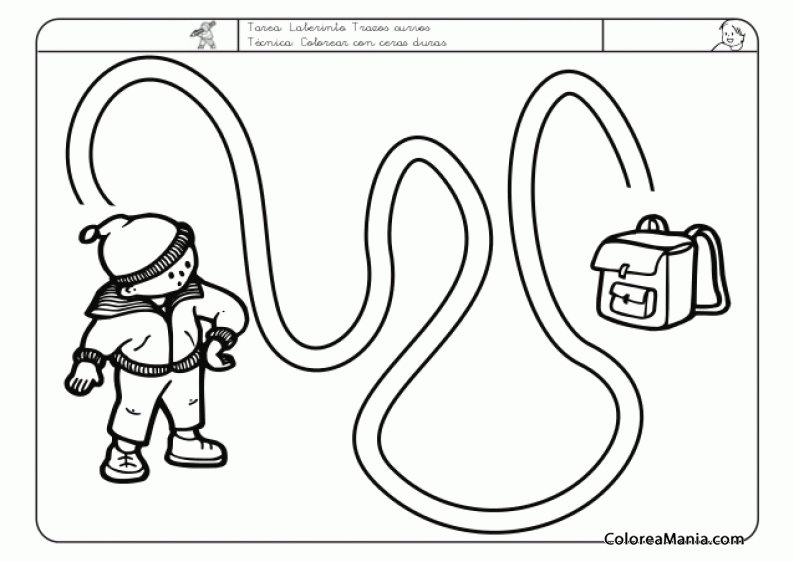 Tarea: Laberinto Trazos curvos
Técnica: Colorear con ceras duras
ColoreaMania.com